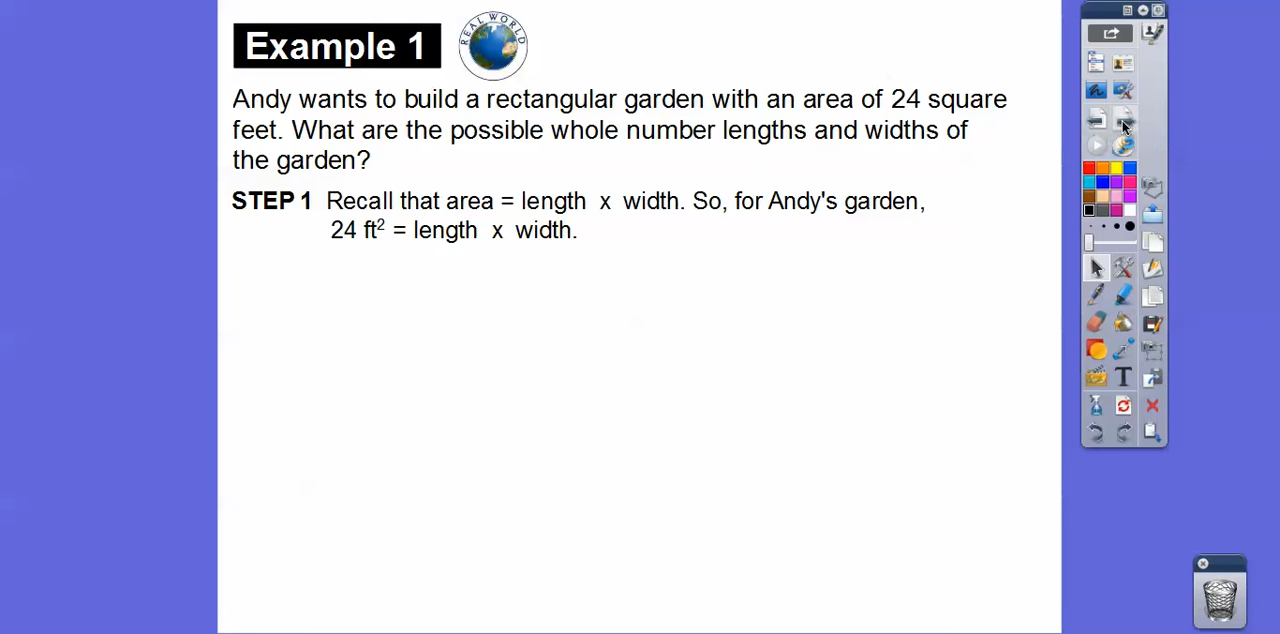 Example 1
REAL WORLD
Andy wants to build a rectangular garden with an area of 24 square
feet. What are the possible whole number lengths and widths of
the garden?
STEP 1 Recall that area = length x width. So, for Andy's garden,
24 ft² = length x width.
T